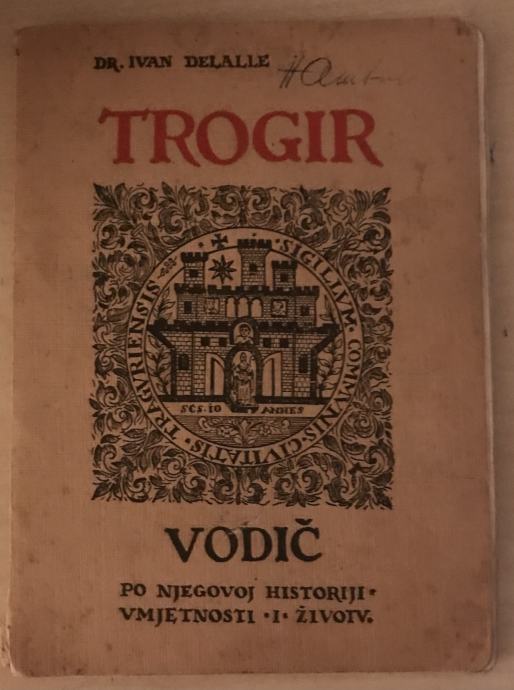 DR. IVAN DELALLE
TROGIR
SIGILLVM · COMMVNIS · CIVITATIS · TRAGVRIENSIS
SCS. IO ANNES
VODIČ
PO NJEGOVOJ HISTORIJI ·
VMJETNOSTI · I · ŽIVOTV.